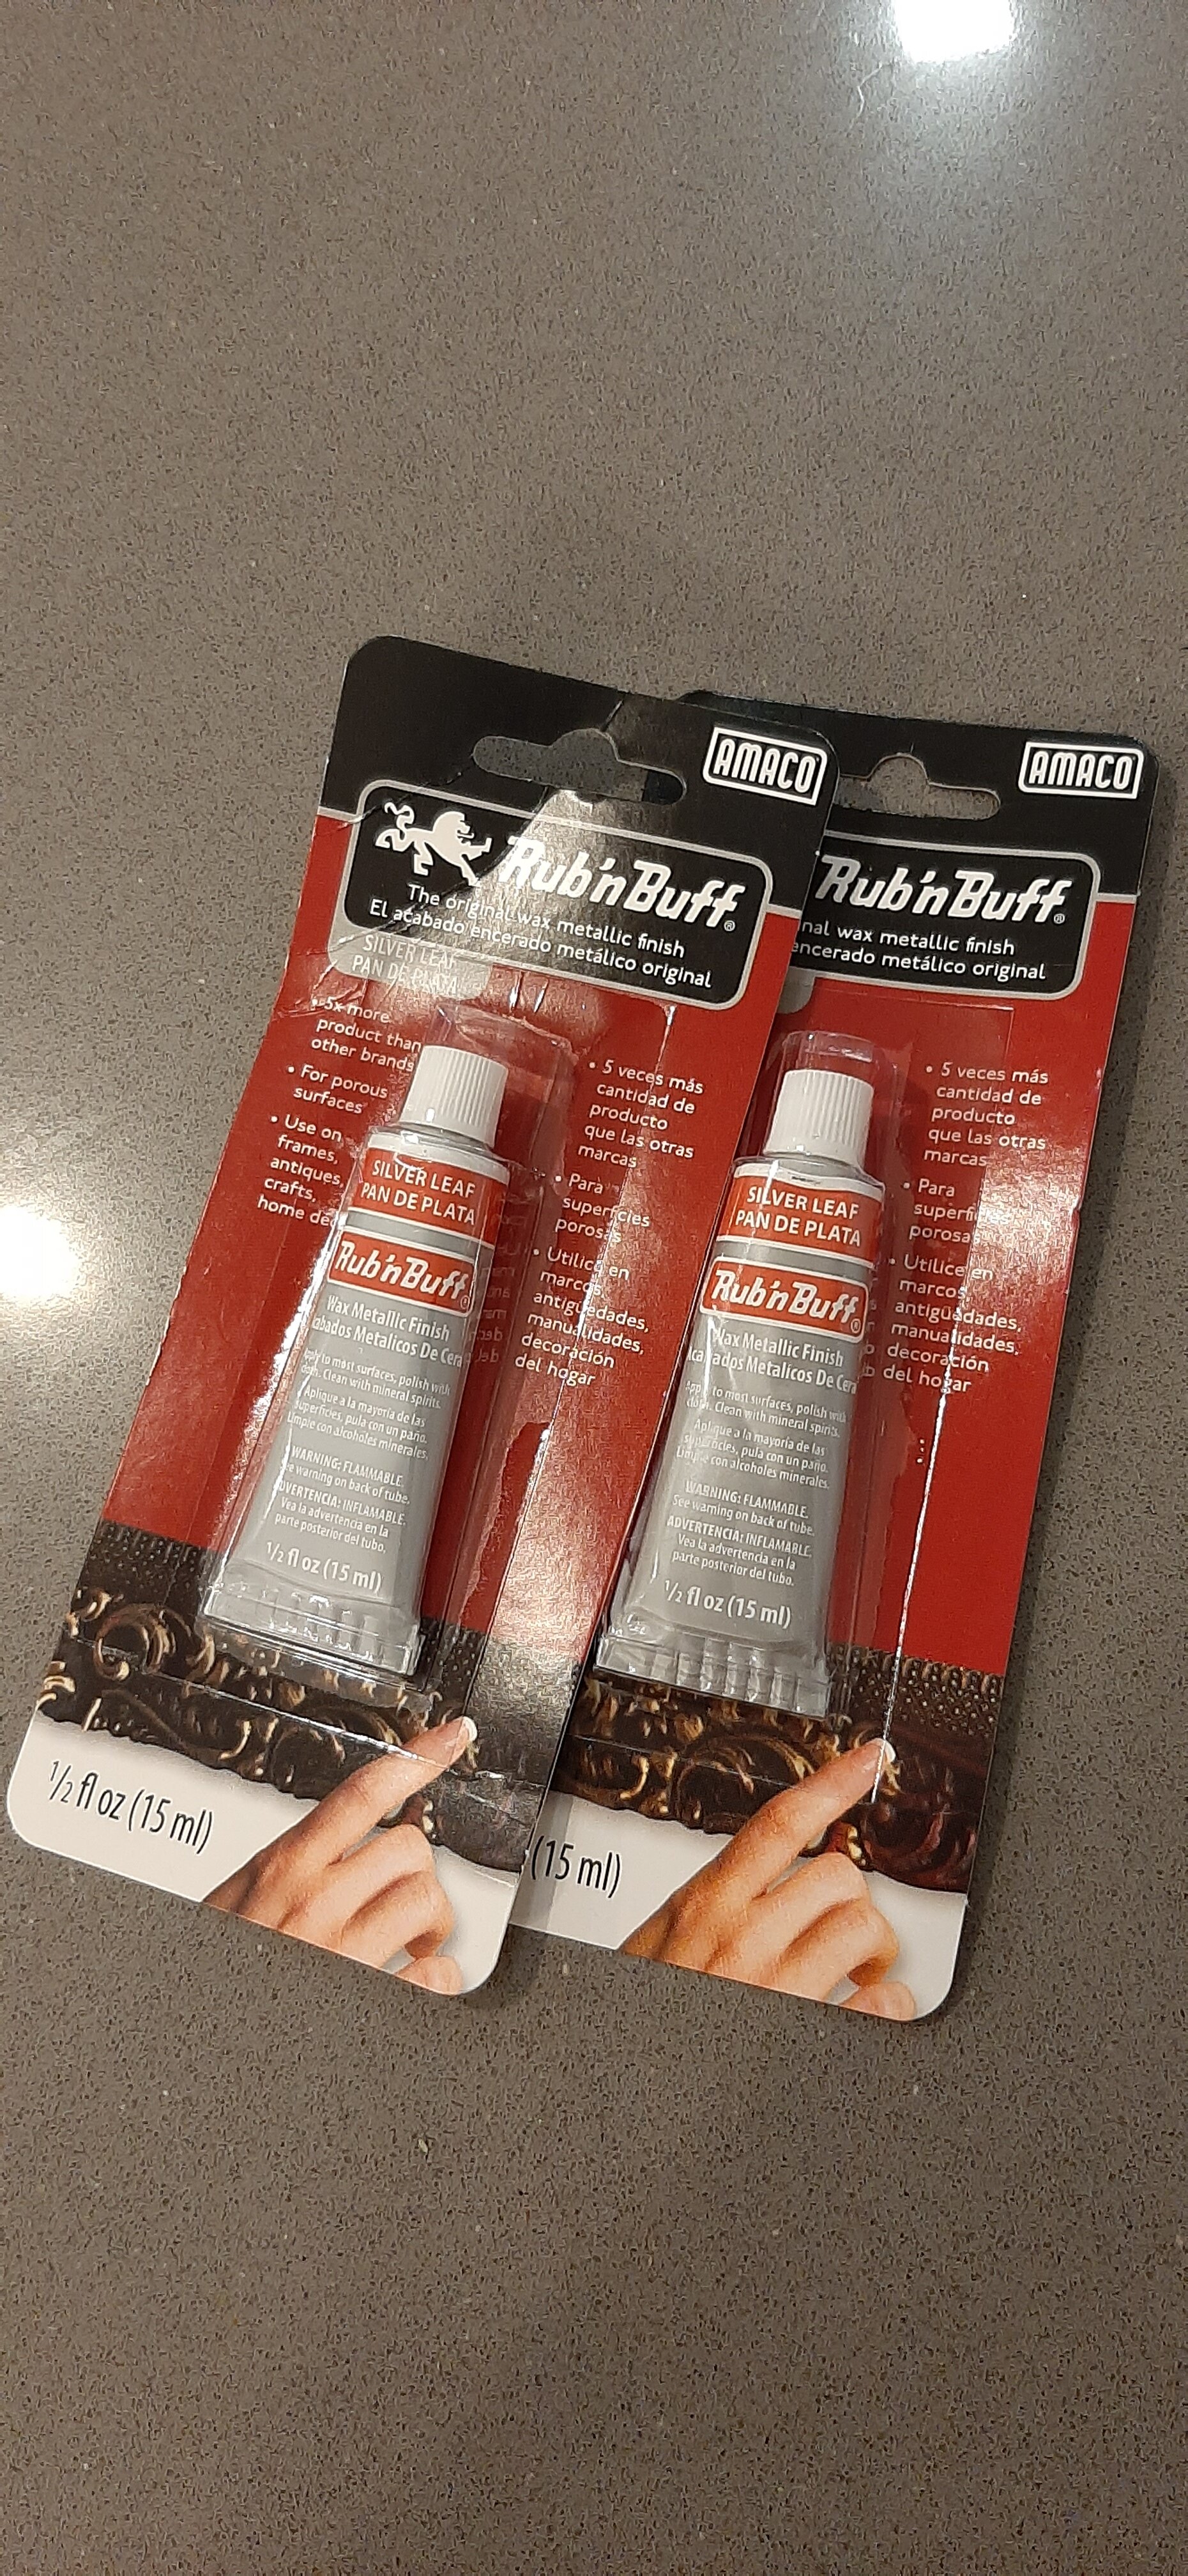 AMACO
Rub'n Buff®
The original wax metallic finish
El acabado encerado metálico original
SILVER LEAF
PAN DE PLATA
• 5x more
product than
other brands
• For porous
surfaces
• Use on
frames,
antiques,
crafts,
home
• 5 veces más
cantidad de
producto
que las otras
marcas
• Para
superficies
porosas
• Utilice en
marcos,
antigüedades,
manualidades,
decoración
del hogar
SILVER LEAF
PAN DE PLATA
Rub'n Buff®
Wax Metallic Finish
Metalicos De Cera
to most surfaces, polish with
cloth. Clean with mineral spirits.
Aplique a la mayoría de las
superficies, pula con un paño.
Limpie con alcoholes minerales.
WARNING: FLAMMABLE.
See warning on back of tube.
ADVERTENCIA: INFLAMABLE.
Vea la advertencia en la
parte posterior del tubo.
1/2 fl oz (15 ml)
1/2 fl oz (15 ml)
AMACO
Rub'n Buff®
wax metallic finish
encerado metálico original
• 5 veces más
cantidad de
producto
que las otras
marcas
• Para
superficies
porosas
• Utilice en
marcos,
antigüedades,
manualidades,
decoración
del hogar
SILVER LEAF
PAN DE PLATA
Rub'n Buff®
Wax Metallic Finish
Metalicos De Cera
to most surfaces, polish with
cloth. Clean with mineral spirits.
Aplique a la mayoría de las
superficies, pula con un paño.
Limpie con alcoholes minerales.
WARNING: FLAMMABLE.
See warning on back of tube.
ADVERTENCIA: INFLAMABLE.
Vea la advertencia en la
parte posterior del tubo.
1/2 fl oz (15 ml)
(15 ml)